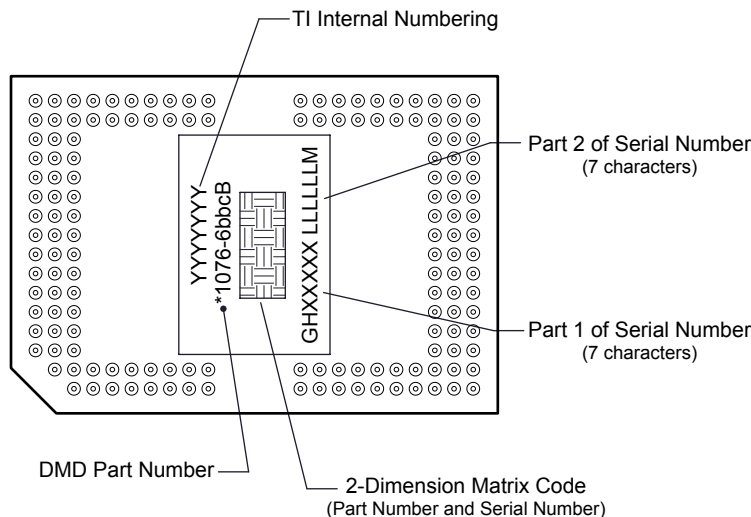 TI Internal Numbering
Part 2 of Serial Number
(7 characters)
YYYYYYY
*1076-6bbcB
GHXXXXX LLLLLLM
Part 1 of Serial Number
(7 characters)
DMD Part Number
2-Dimension Matrix Code
(Part Number and Serial Number)